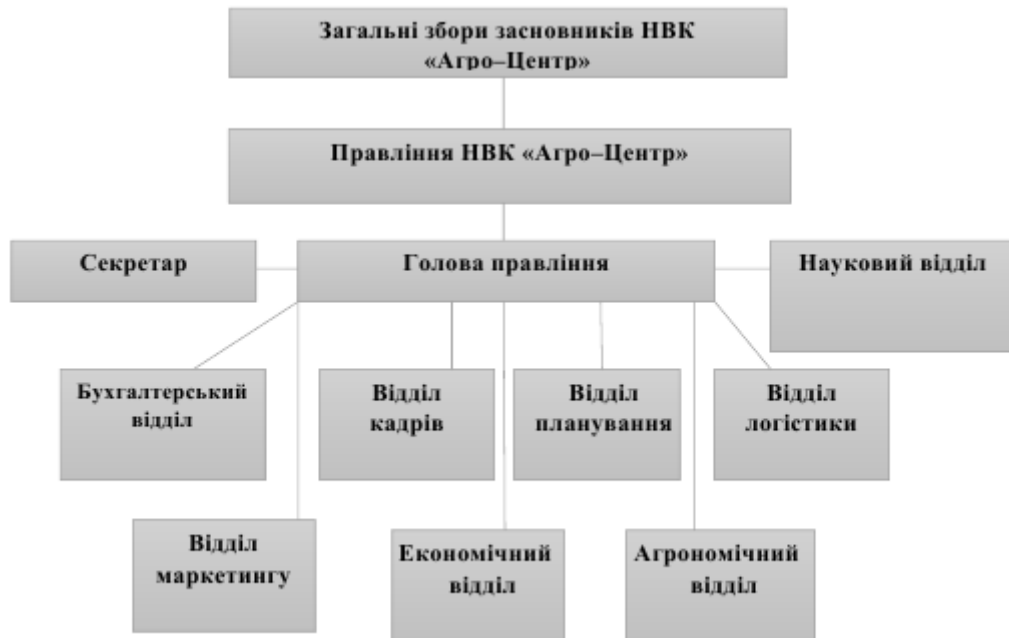 Загальні збори засновників НВК
«Агро–Центр»
Правління НВК «Агро–Центр»
Секретар
Голова правління
Науковий відділ
Бухгалтерський
відділ
Відділ
кадрів
Відділ
планування
Відділ
логістики
Відділ
маркетингу
Економічний
відділ
Агрономічний
відділ